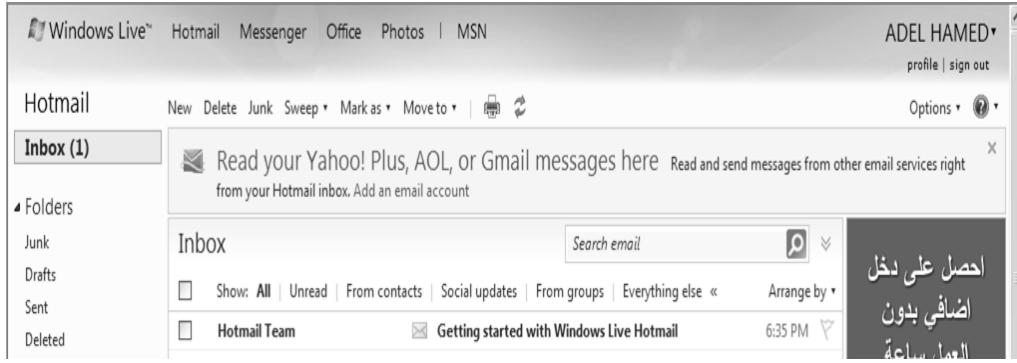 Windows Live™ Hotmail Messenger Office Photos | MSN ADEL HAMED
profile | sign out
Hotmail New Delete Junk Sweep Mark as Move to Options
Inbox (1)
Read your Yahoo! Plus, AOL, or Gmail messages here Read and send messages from other email services right
from your Hotmail inbox. Add an email account
Folders
Junk
Drafts
Sent
Deleted
Inbox Search email
Show: All | Unread | From contacts | Social updates | From groups | Everything else « Arrange by
Hotmail Team Getting started with Windows Live Hotmail 6:35 PM
احصل على دخل
اضافي بدون
العمل ساعة